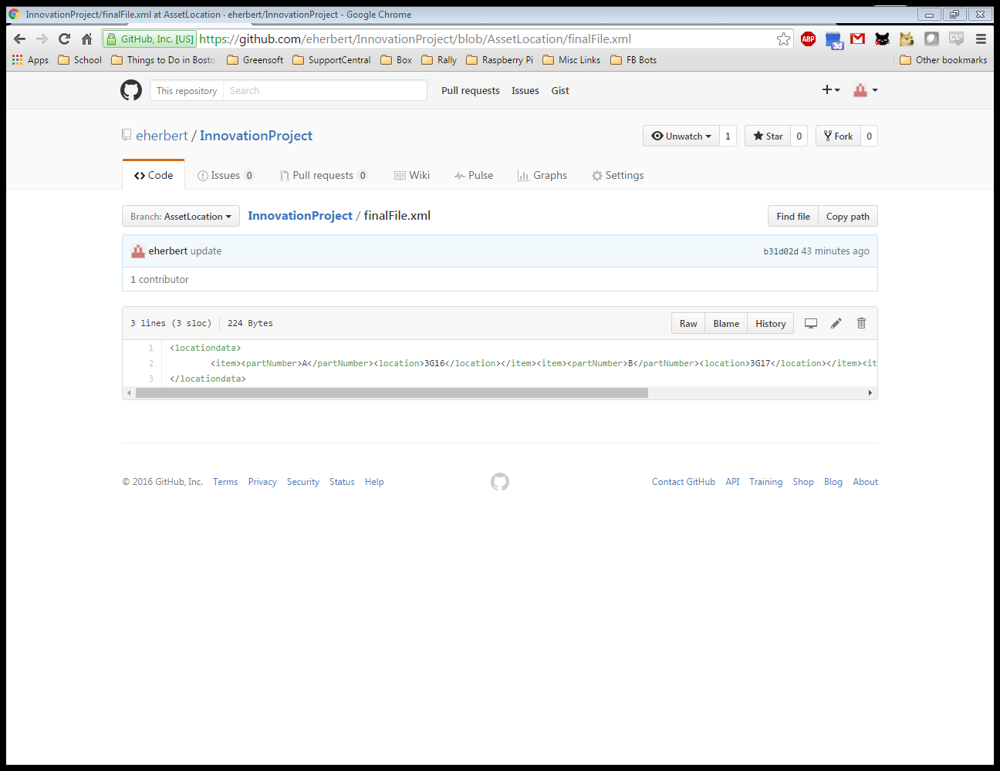 InnovationProject/finalFile.xml at AssetLocation · eherbert/InnovationProject - Google Chrome
GitHub, Inc. [US] https://github.com/eherbert/InnovationProject/blob/AssetLocation/finalFile.xml
ABP 3d CSS
Apps School Things to Do in Bosto Greensoft SupportCentral Box Rally Raspberry Pi Misc Links FB Bots Other bookmarks
This repository Search Pull requests Issues Gist
eherbert / InnovationProject Unwatch 1 Star 0 Fork 0
Code Issues 0 Pull requests 0 Wiki Pulse Graphs Settings
Branch: AssetLocation InnovationProject / finalFile.xml Find file Copy path
eherbert update b31d02d 43 minutes ago
1 contributor
3 lines (3 sloc) 224 Bytes Raw Blame History
1 <locationdata>
2 <item><partNumber>A</partNumber><location>3G16</location></item><item><partNumber>B</partNumber><location>3G17</location></item><it
3 </locationdata>
© 2016 GitHub, Inc. Terms Privacy Security Status Help Contact GitHub API Training Shop Blog About